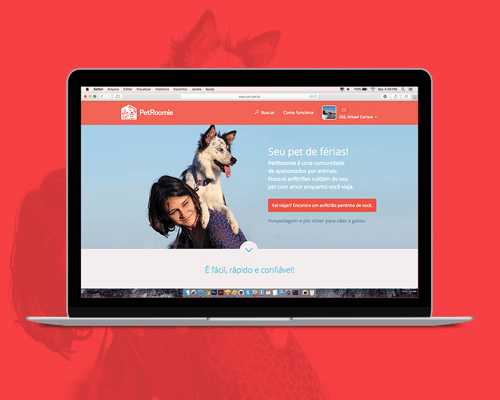 Safari Arquivo Editar Visualizar Histórico Favoritos Janela Ajuda
PetRoomie
Buscar Como funciona
Olá, Mikael Carrara
Seu pet de férias!
PetRoomie é uma comunidade
de apaixonados por animais.
Nossos anfitriões cuidam do seu
pet com amor enquanto você viaja.
Vai viajar? Encontre um anfitrião pertinho de você.
Hospedagem e pet sitter para cães e gatos.
É fácil, rápido e confiável!